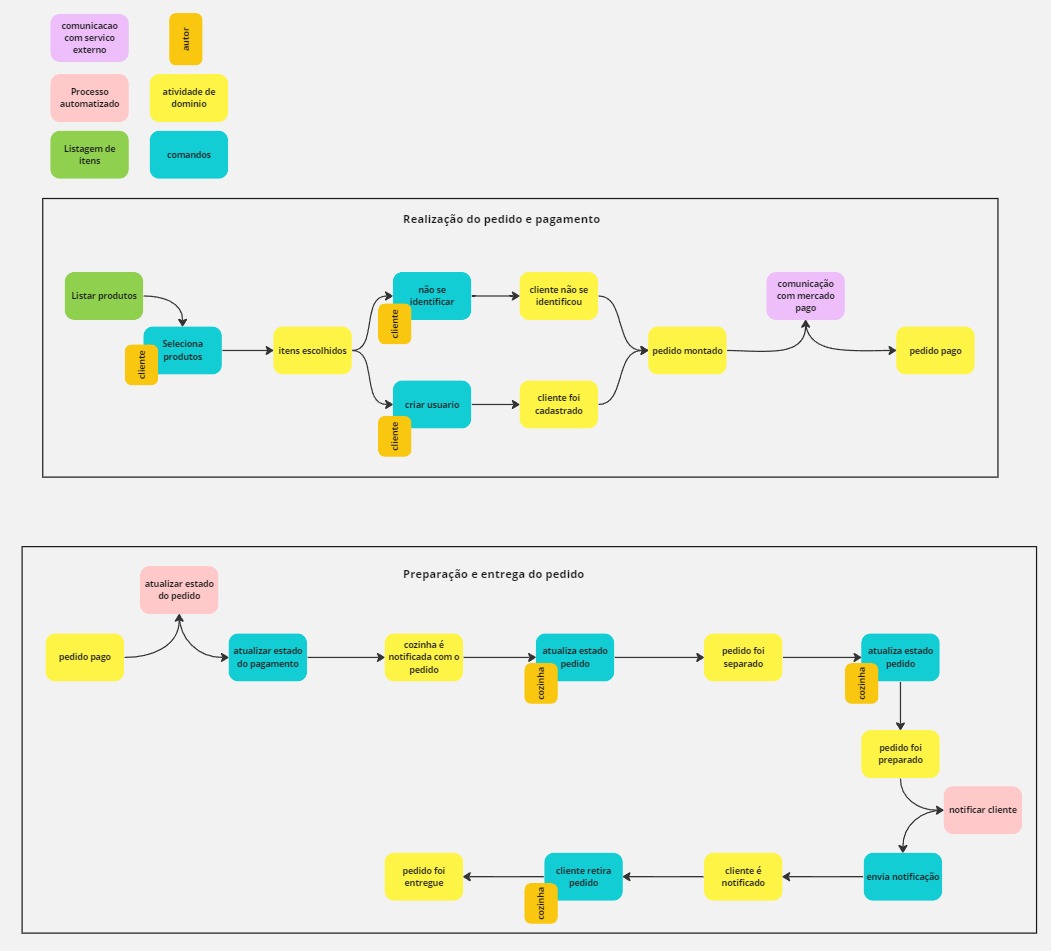 comunicacao
com servico
externo
autor
Processo
automatizado
atividade de
dominio
Listagem de
itens
comandos
Realização do pedido e pagamento
Listar produtos
Seleciona
produtos
cliente
itens escolhidos
não se
identificar
cliente
cliente não se
identificou
criar usuario
cliente
cliente foi
cadastrado
pedido montado
comunicação
com mercado
pago
pedido pago
Preparação e entrega do pedido
pedido pago
atualizar estado
do pedido
atualizar estado
do pagamento
cozinha é
notificada com o
pedido
atualiza estado
pedido
cozinha
pedido foi
separado
atualiza estado
pedido
cozinha
pedido foi
preparado
notificar cliente
envia notificação
cliente é
notificado
cliente retira
pedido
cozinha
pedido foi
entregue